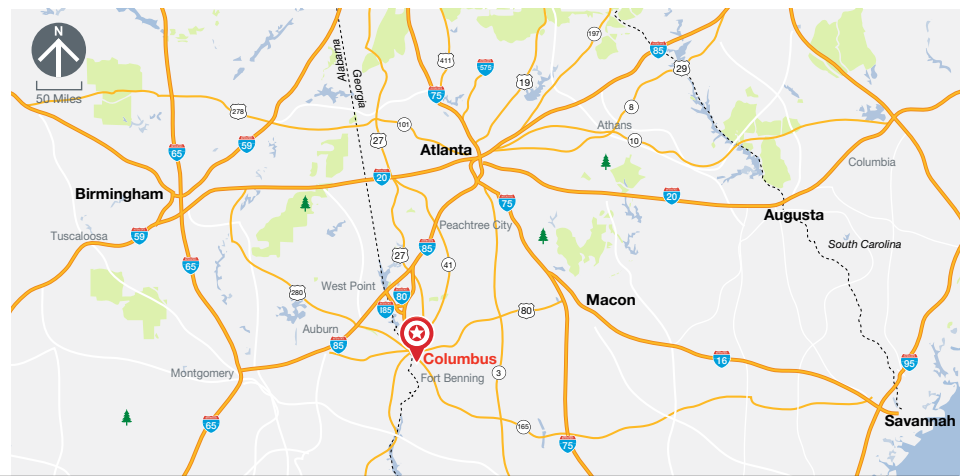 N
50 Miles
Alabama
Georgia
197
85
29
411
575
19
75
278
101
27
8
Athans
10
65
59
Atlanta
20
Columbia
Birmingham
75
20
Augusta
Tuscaloosa
59
Peachtree City
South Carolina
85
27
41
65
West Point
280
80
185
Macon
80
Auburn
85
Columbus
16
95
Montgomery
Fort Benning
3
65
165
75
Savannah